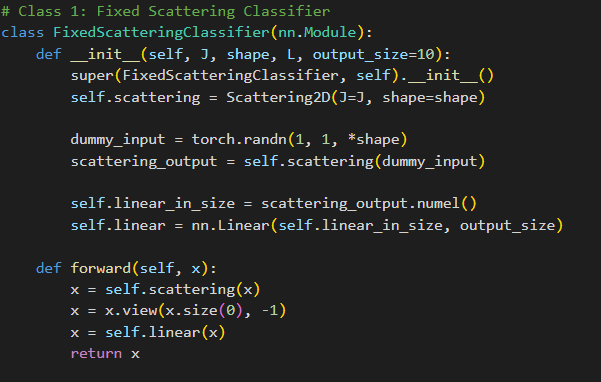 # Class 1: Fixed Scattering Classifier
class FixedScatteringClassifier(nn.Module):
    def __init__(self, J, shape, L, output_size=10):
        super(FixedScatteringClassifier, self).__init__()
        self.scattering = Scattering2D(J=J, shape=shape)

        dummy_input = torch.randn(1, 1, *shape)
        scattering_output = self.scattering(dummy_input)

        self.linear_in_size = scattering_output.numel()
        self.linear = nn.Linear(self.linear_in_size, output_size)

    def forward(self, x):
        x = self.scattering(x)
        x = x.view(x.size(0), -1)
        x = self.linear(x)
        return x